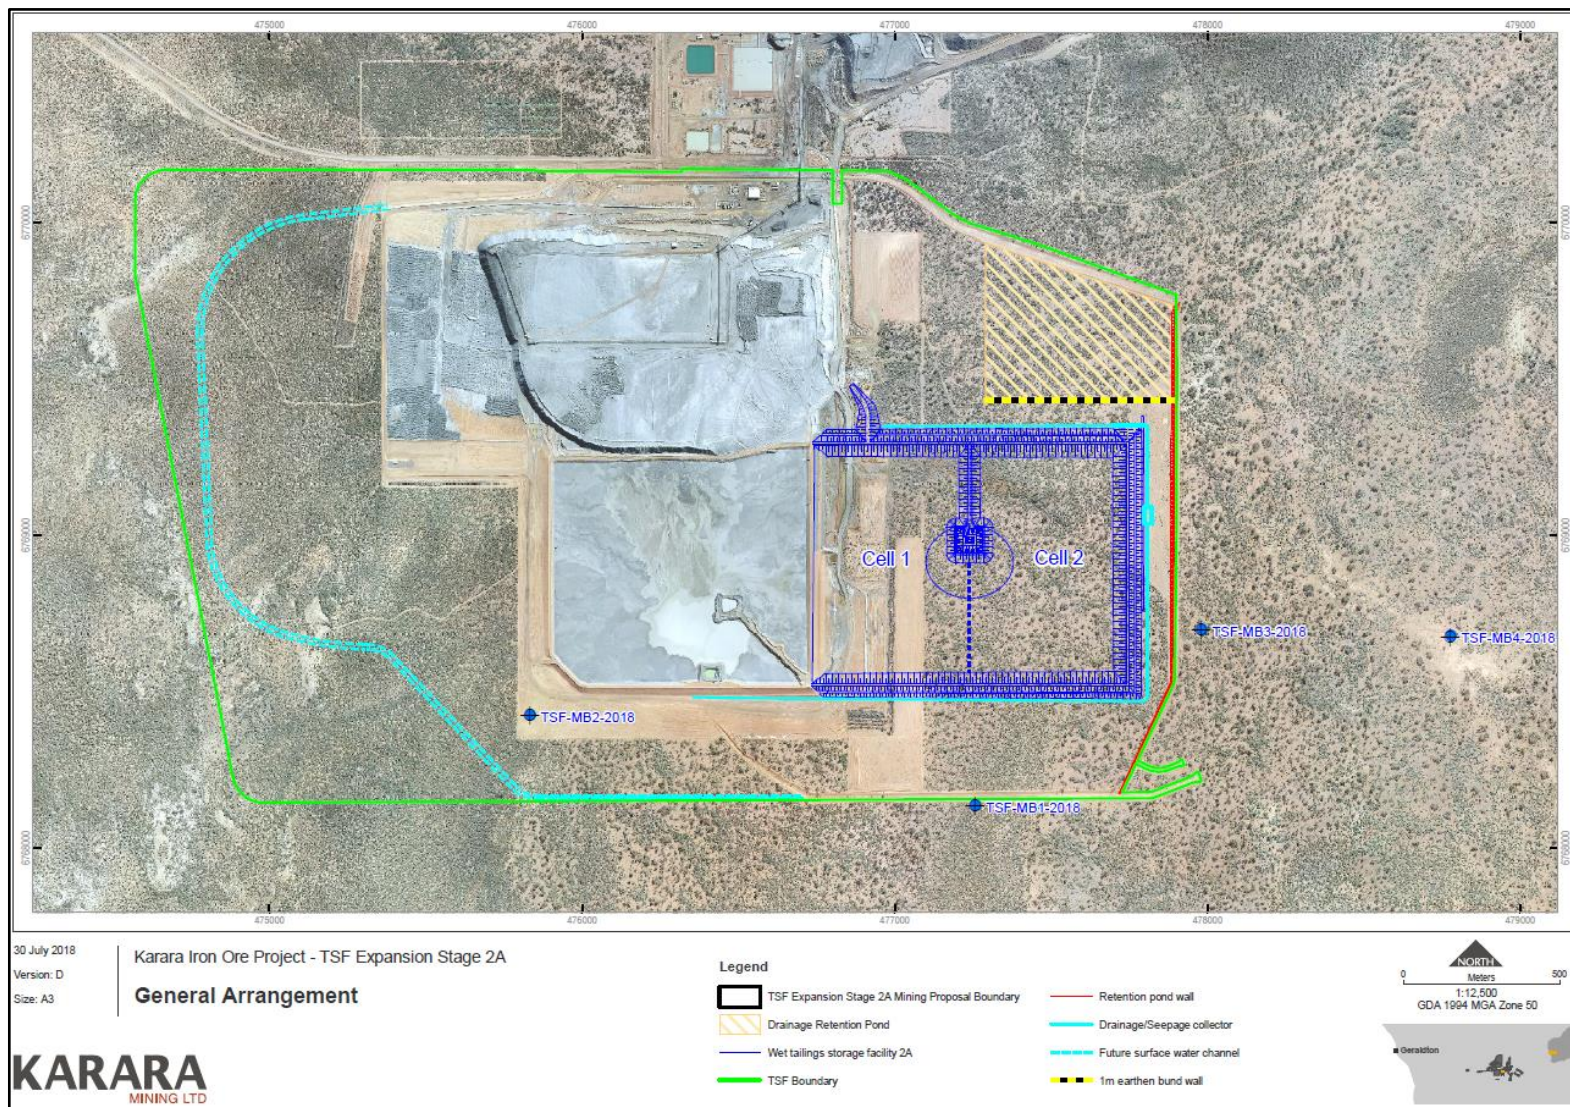 475000 476000 477000 478000 479000
6770000 6770000
6769000 6769000
Cell 1 Cell 2
TSF-MB3-2018
TSF-MB4-2018
TSF-MB2-2018
TSF-MB1-2018
6768000 6768000
475000 476000 477000 478000 479000
30 July 2018
Version: D
Size: A3
Karara Iron Ore Project - TSF Expansion Stage 2A
General Arrangement
KARARA
MINING LTD
Legend
TSF Expansion Stage 2A Mining Proposal Boundary
Drainage Retention Pond
Wet tailings storage facility 2A
TSF Boundary
Retention pond wall
Drainage/Seepage collector
Future surface water channel
1m earthen bund wall
NORTH
0 Meters 500
1:12,500
GDA 1994 MGA Zone 50
Geraldton